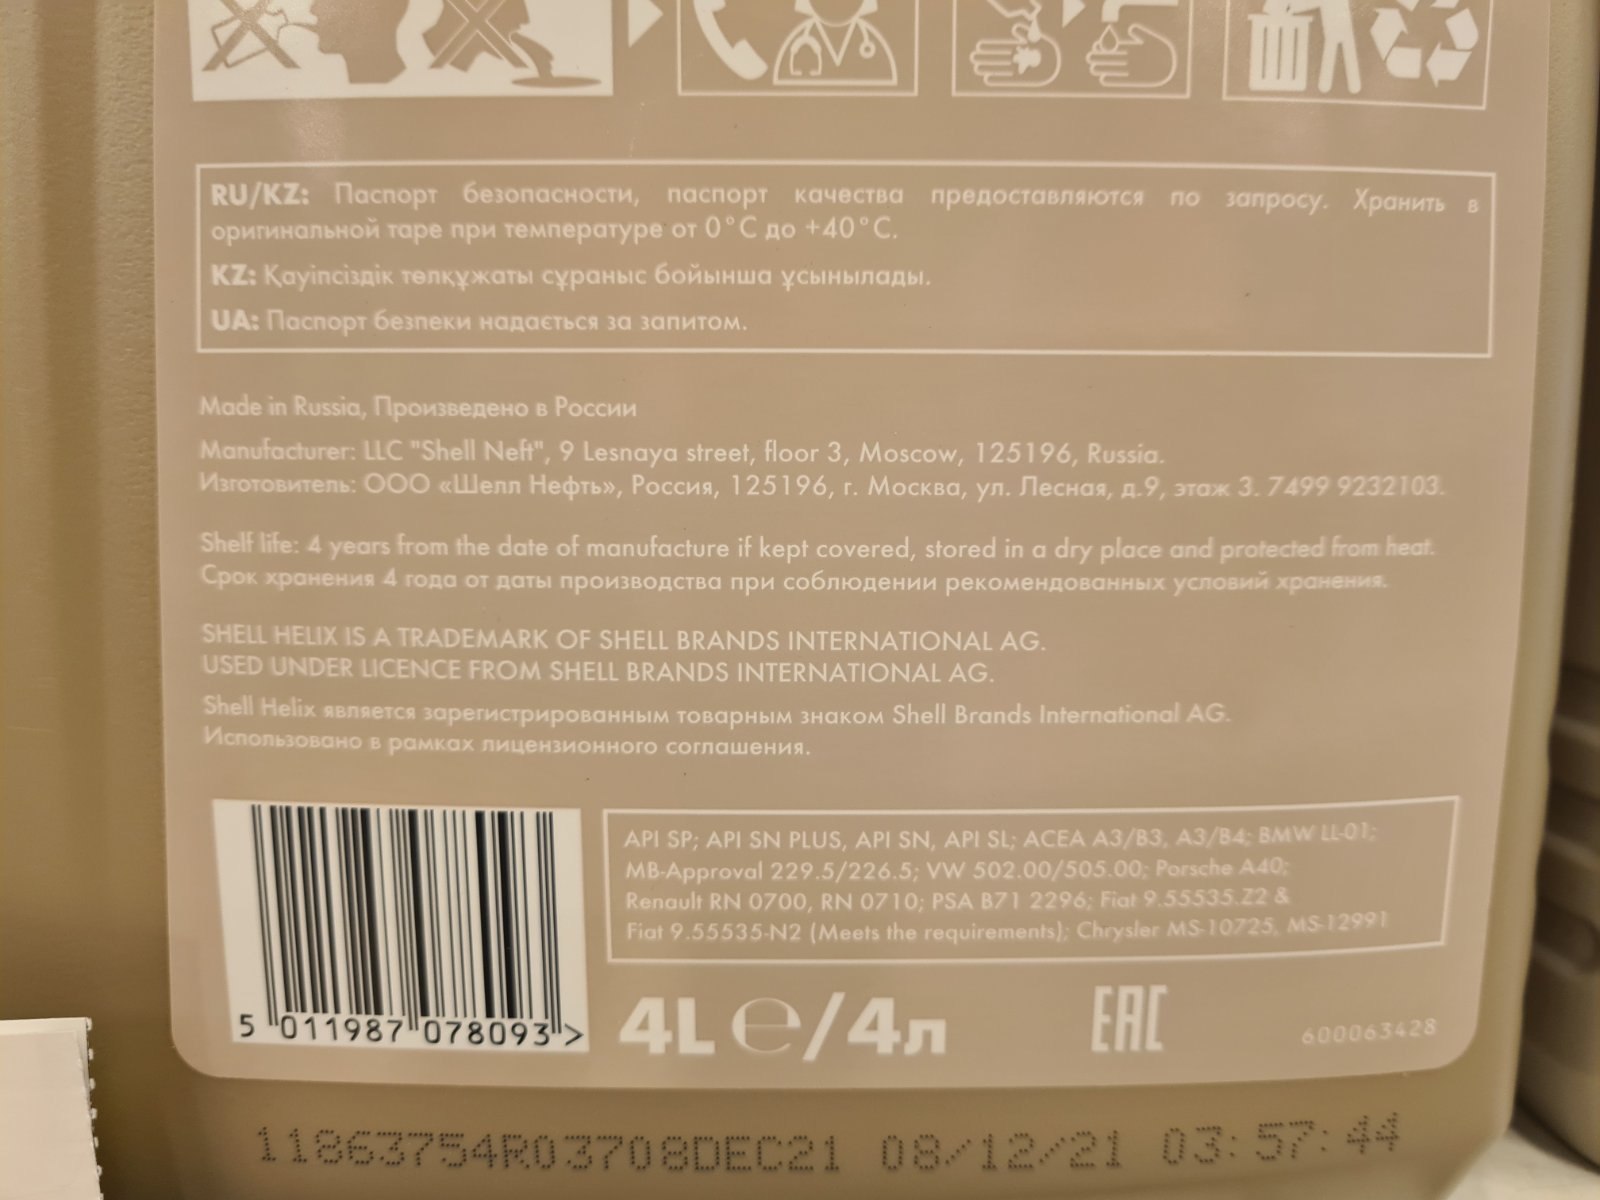 RU/KZ: Паспорт безопасности, паспорт качества предоставляются по запросу. Хранить в
оригинальной таре при температуре от 0°C до +40°C.
KZ: Қауіпсіздік төлқұжаты сұраныс бойынша ұсынылады.
UA: Паспорт безпеки надається за запитом.
Made in Russia, Произведено в России
Manufacturer: LLC "Shell Neft", 9 Lesnaya street, floor 3, Moscow, 125196, Russia.
Изготовитель: ООО «Шелл Нефть», Россия, 125196, г. Москва, ул. Лесная, д.9, этаж 3. 7499 9232103.
Shelf life: 4 years from the date of manufacture if kept covered, stored in a dry place and protected from heat.
Срок хранения 4 года от даты производства при соблюдении рекомендованных условий хранения.
SHELL HELIX IS A TRADEMARK OF SHELL BRANDS INTERNATIONAL AG.
USED UNDER LICENCE FROM SHELL BRANDS INTERNATIONAL AG.
Shell Helix является зарегистрированным товарным знаком Shell Brands International AG.
Использовано в рамках лицензионного соглашения.
API SP; API SN PLUS, API SN, API SL; ACEA A3/B3, A3/B4; BMW LL-01;
MB-Approval 229.5/226.5; VW 502.00/505.00; Porsche A40;
Renault RN 0700, RN 0710; PSA B71 2296; Fiat 9.55535.Z2 &
Fiat 9.55535-N2 (Meets the requirements); Chrysler MS-10725, MS-12991
5 011987 078093 >
4L ℮/4л
EAC
600063428
11863754R03708DEC21 08/12/21 03:57:44